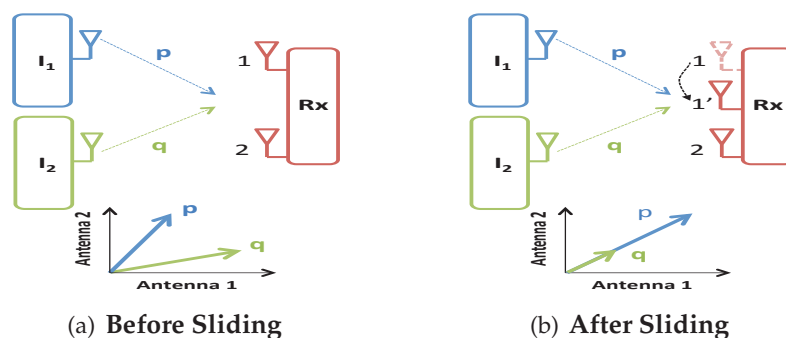 I1
p
1
Rx
I2
q
2
Antenna 2
p
q
Antenna 1
(a) Before Sliding
I1
p
1
1'
Rx
I2
q
2
Antenna 2
p
q
Antenna 1
(b) After Sliding